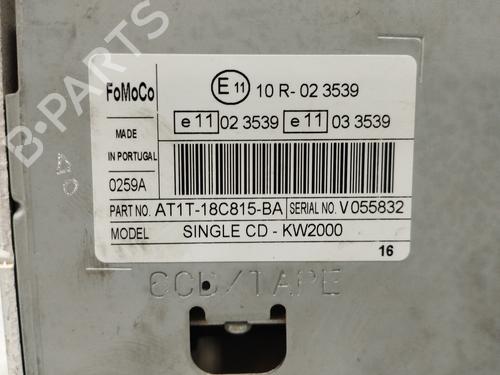 B-PARTS
FoMoCo
E 11 10 R- 02 3539
e 11 02 3539 e 11 03 3539
MADE
IN PORTUGAL
0259A
PART NO. AT1T-18C815-BA SERIAL NO. V 055832
MODEL SINGLE CD - KW2000
16
6CD/TAPE